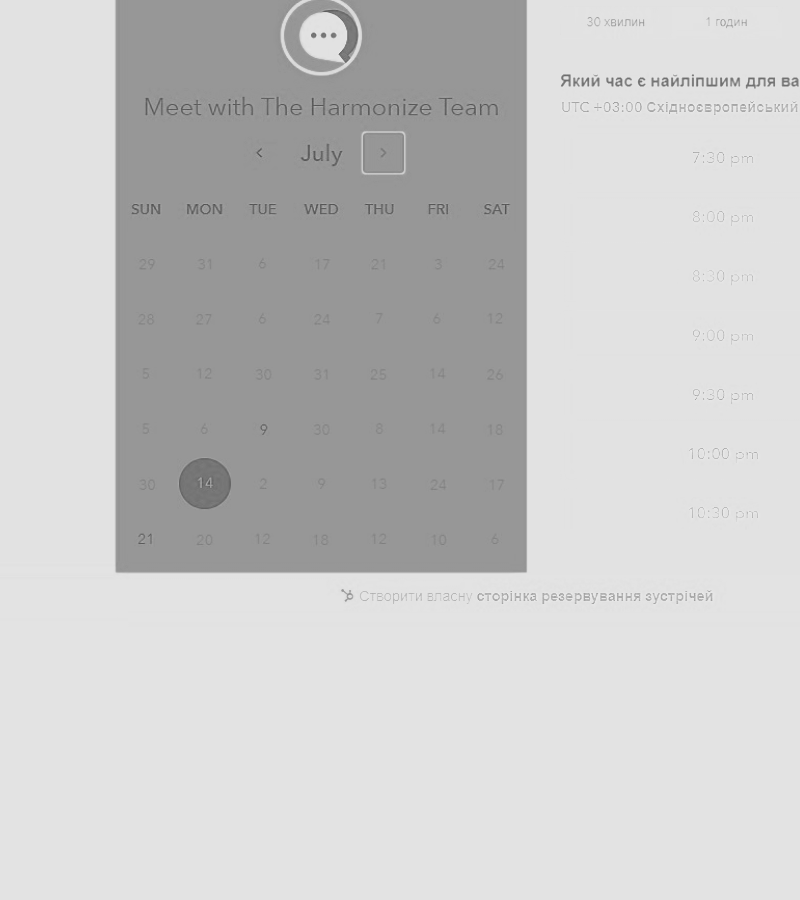 30 хвилин 1 годин
Meet with The Harmonize Team
July
SUN MON TUE WED THU FRI SAT
29 31 6 17 21 3 24
28 27 6 24 7 6 12
5 12 30 31 25 14 26
5 6 9 30 8 14 18
30 14 2 9 13 24 17
21 20 12 18 12 10 6
Який час є найліпшим для ва
UTC +03:00 Східноєвропейський
7:30 pm
8:00 pm
8:30 pm
9:00 pm
9:30 pm
10:00 pm
10:30 pm
Створити власну сторінка резервування зустрічей